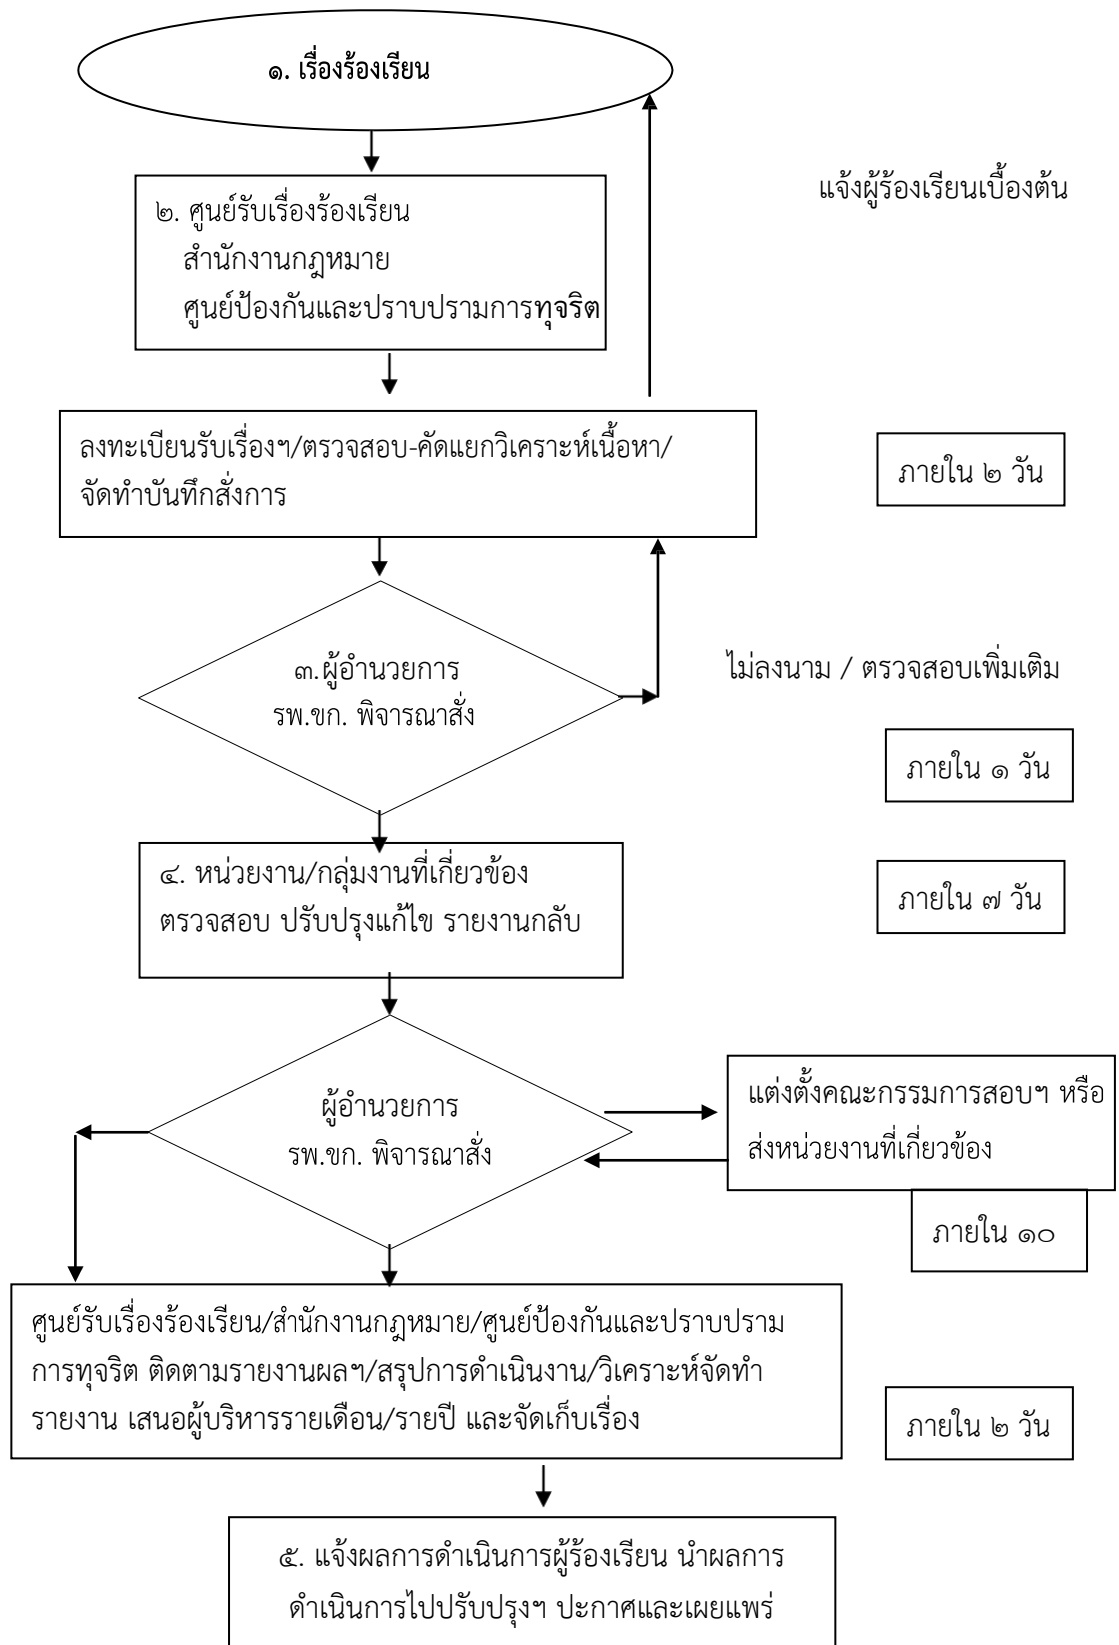 ๑. เรื่องร้องเรียน
แจ้งผู้ร้องเรียนเบื้องต้น
๒. ศูนย์รับเรื่องร้องเรียน
สำนักงานกฎหมาย
ศูนย์ป้องกันและปราบปรามการทุจริต
ลงทะเบียนรับเรื่องฯ/ตรวจสอบ-คัดแยกวิเคราะห์เนื้อหา/
จัดทำบันทึกสั่งการ
ภายใน ๒ วัน
๓.ผู้อำนวยการ
รพ.ขก. พิจารณาสั่ง
ไม่ลงนาม / ตรวจสอบเพิ่มเติม
ภายใน ๑ วัน
๔. หน่วยงาน/กลุ่มงานที่เกี่ยวข้อง
ตรวจสอบ ปรับปรุงแก้ไข รายงานกลับ
ภายใน ๗ วัน
ผู้อำนวยการ
รพ.ขก. พิจารณาสั่ง
แต่งตั้งคณะกรรมการสอบฯ หรือ
ส่งหน่วยงานที่เกี่ยวข้อง
ภายใน ๑๐
ศูนย์รับเรื่องร้องเรียน/สำนักงานกฎหมาย/ศูนย์ป้องกันและปราบปราม
การทุจริต ติดตามรายงานผลฯ/สรุปการดำเนินงาน/วิเคราะห์จัดทำ
รายงาน เสนอผู้บริหารรายเดือน/รายปี และจัดเก็บเรื่อง
ภายใน ๒ วัน
๕. แจ้งผลการดำเนินการผู้ร้องเรียน นำผลการ
ดำเนินการไปปรับปรุงฯ ประกาศและเผยแพร่